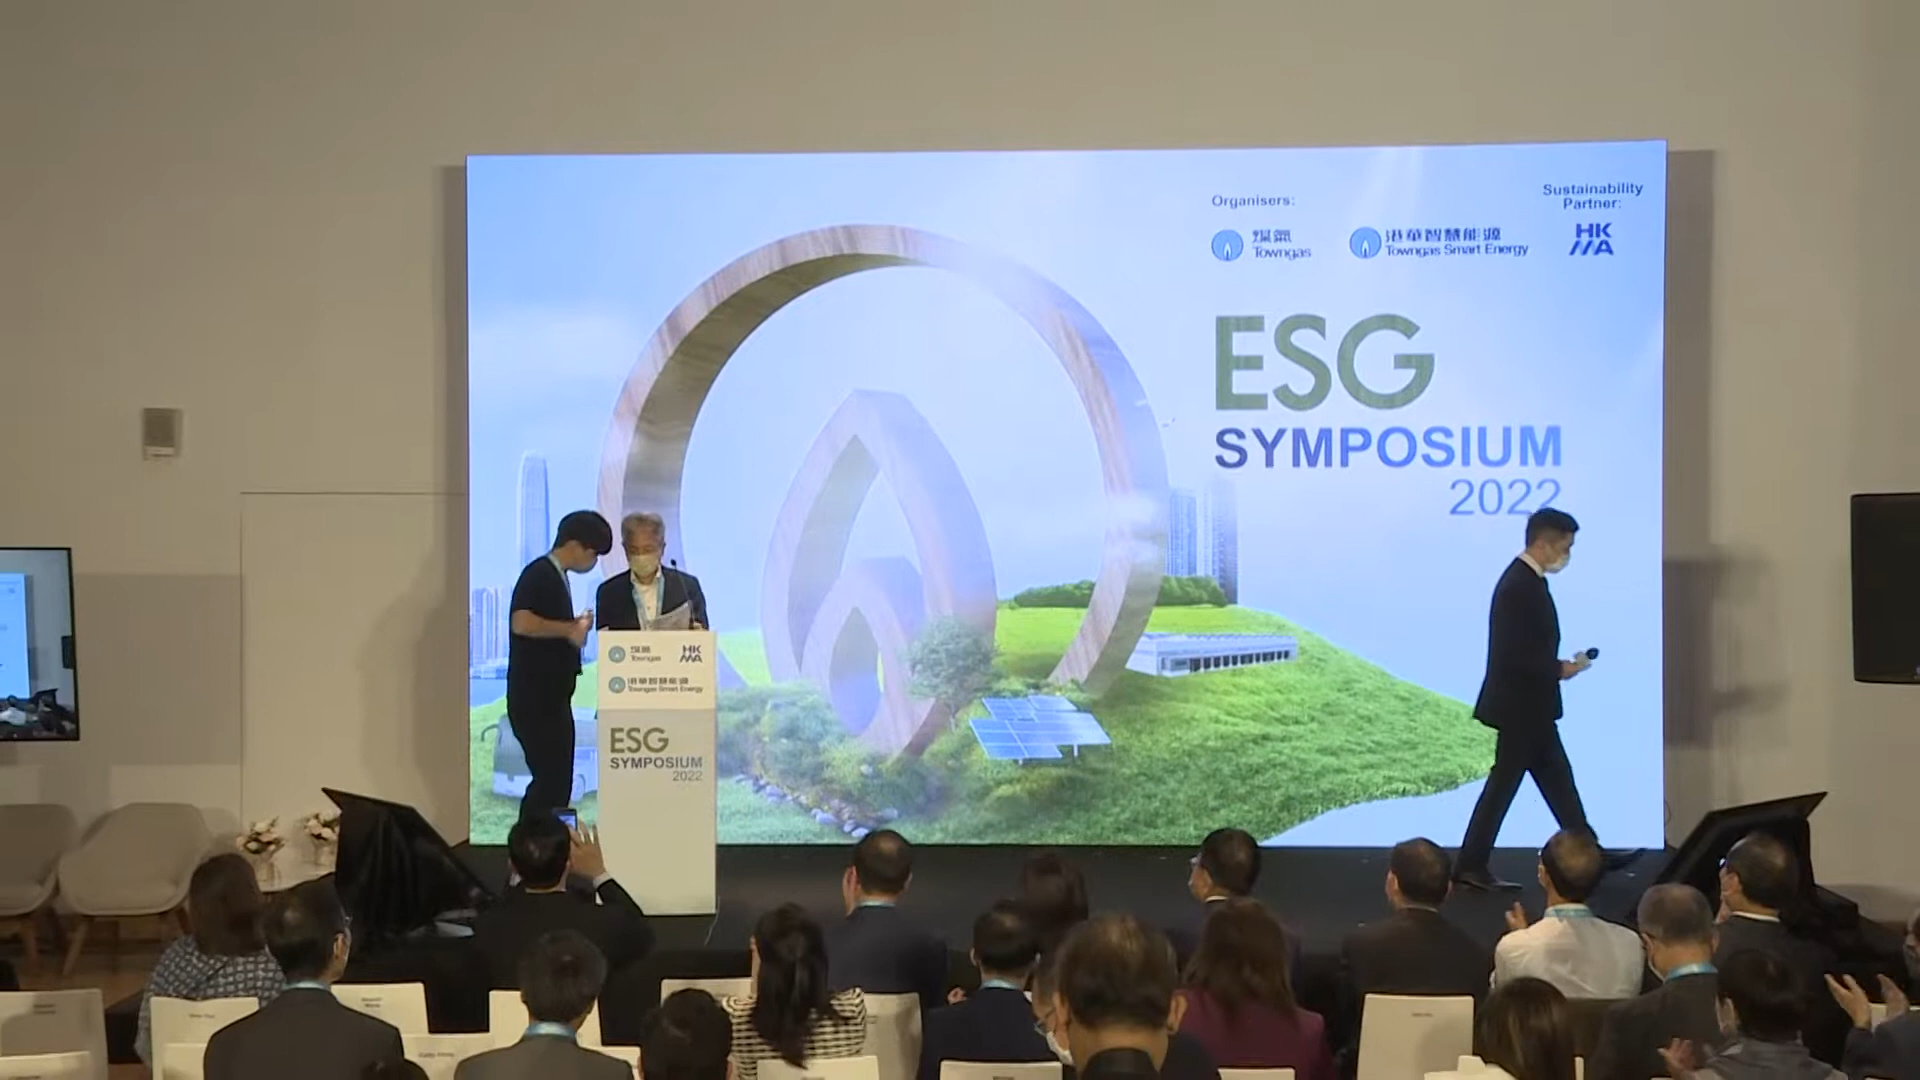 Organisers:
Sustainability
Partner:
煤氣
Towngas
港華智慧能源
Towngas Smart Energy
HK
MA
ESG
SYMPOSIUM
2022
煤氣
Towngas
HK
MA
港華智慧能源
Towngas Smart Energy
ESG
SYMPOSIUM
2022